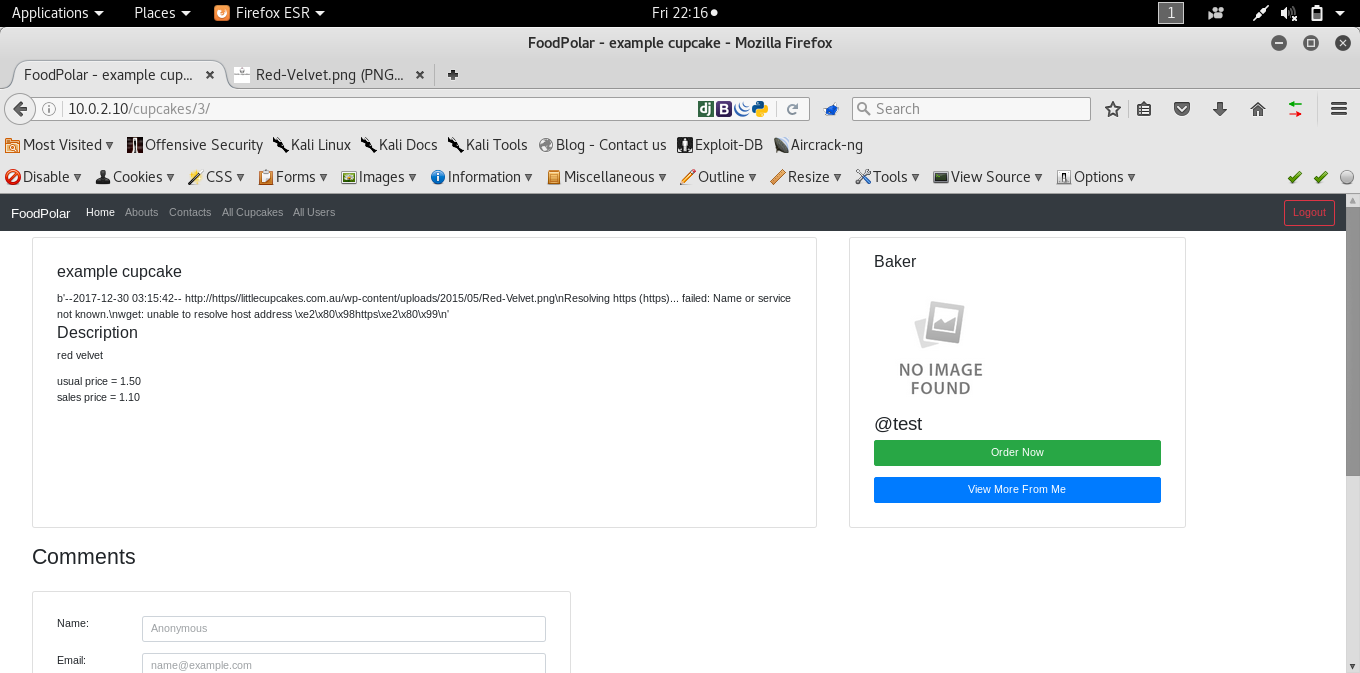 Applications Places Firefox ESR Fri 22:16 1
FoodPolar - example cupcake - Mozilla Firefox
FoodPolar - example cup... Red-Velvet.png (PNG...
10.0.2.10/cupcakes/3/ dj B Search
Most Visited Offensive Security Kali Linux Kali Docs Kali Tools Blog - Contact us Exploit-DB Aircrack-ng
Disable Cookies CSS Forms Images Information Miscellaneous Outline Resize Tools View Source Options
FoodPolar Home Abouts Contacts All Cupcakes All Users Logout
example cupcake
b'--2017-12-30 03:15:42-- http://https//littlecupcakes.com.au/wp-content/uploads/2015/05/Red-Velvet.png\nResolving https (https)... failed: Name or service
not known.\nwget: unable to resolve host address \xe2\x80\x98https\xe2\x80\x99\n'
Description
red velvet
usual price = 1.50
sales price = 1.10
Baker
NO IMAGE
FOUND
@test
Order Now
View More From Me
Comments
Name: Anonymous
Email: name@example.com